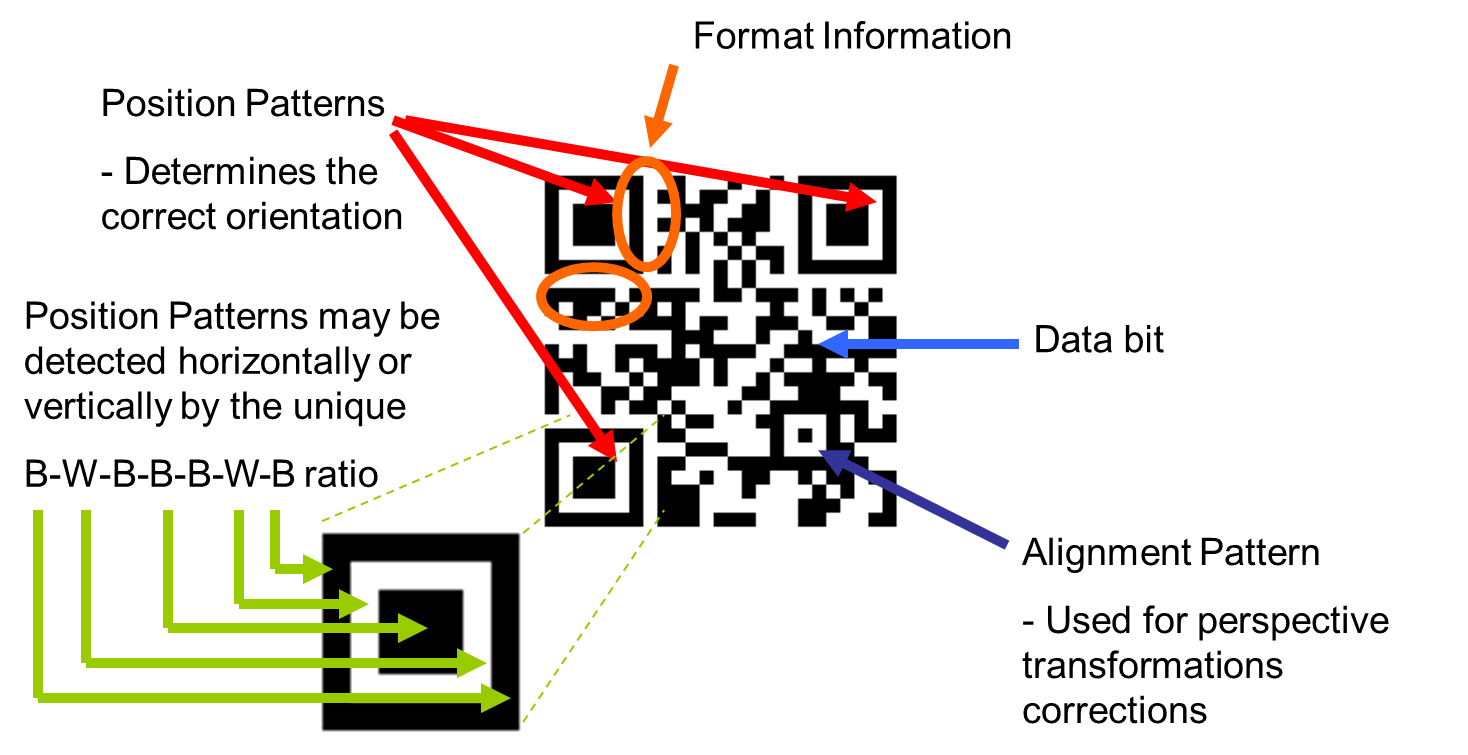 Format Information
Position Patterns
- Determines the
correct orientation
Position Patterns may be
detected horizontally or
vertically by the unique
B-W-B-B-B-W-B ratio
Data bit
Alignment Pattern
- Used for perspective
transformations
corrections